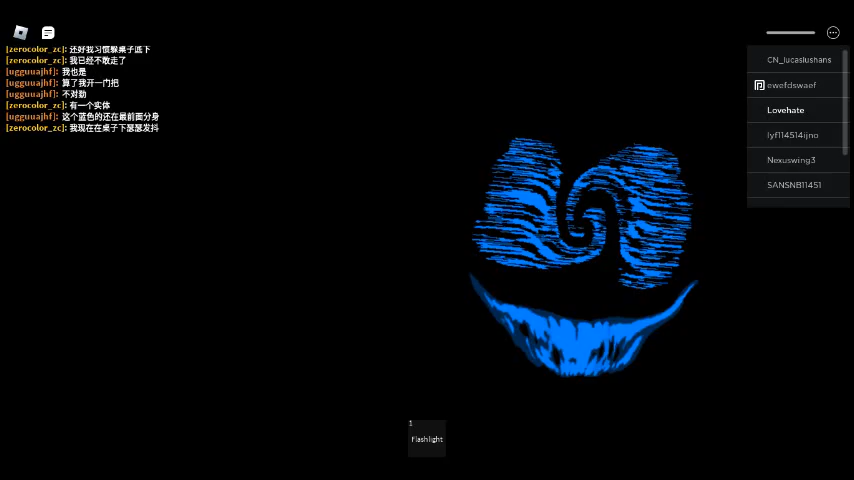 [zerocolor_zc]: 还好我习惯躲桌子底下
[zerocolor_zc]: 我已经不敢走了
[ugguuajhf]: 我也是
[ugguuajhf]: 算了我开一门把
[ugguuajhf]: 不对劲
[zerocolor_zc]: 有一个实体
[ugguuajhf]: 这个蓝色的还在最前面分身
[zerocolor_zc]: 我现在在桌子下瑟瑟发抖
CN_lucaslushans
ewefdswaef
Lovehate
lyf114514ijno
Nexuswing3
SANSNB11451
1
Flashlight